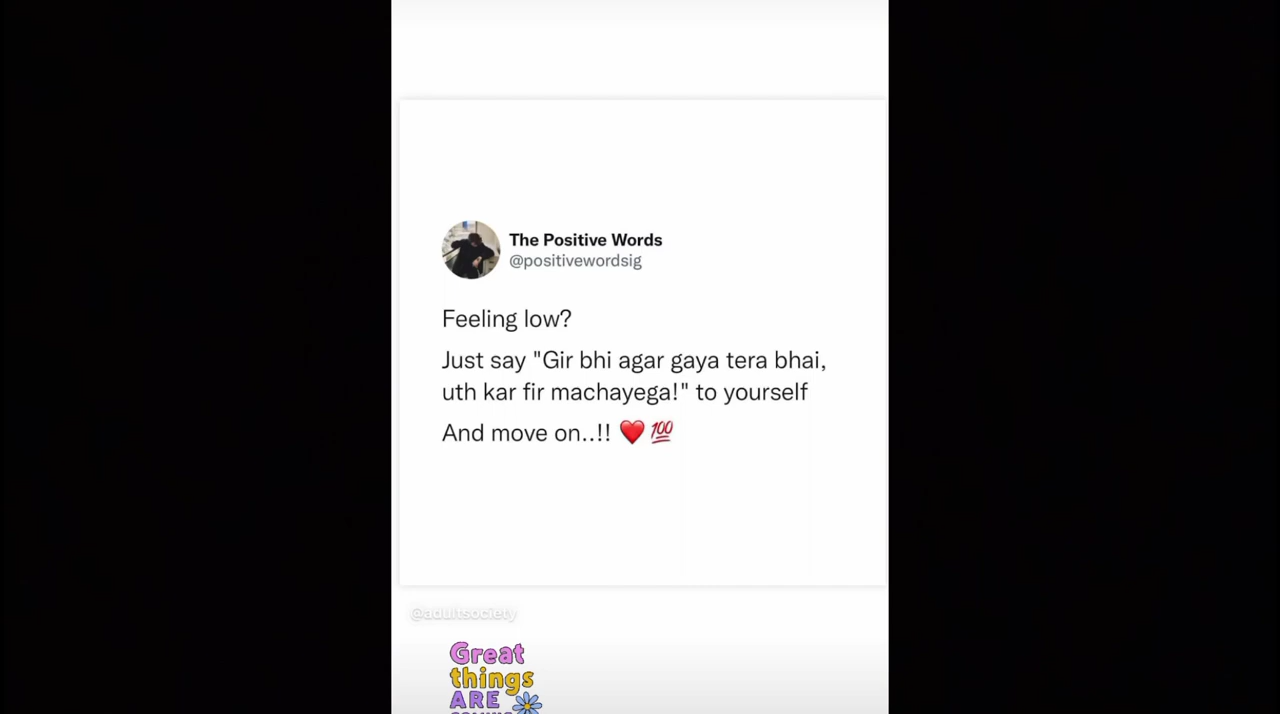 The Positive Words
@positivewordsig
Feeling low?
Just say "Gir bhi agar gaya tera bhai,
uth kar fir machayega!" to yourself
And move on..!! ❤️💯
@adultsociety
Great
things
ARE